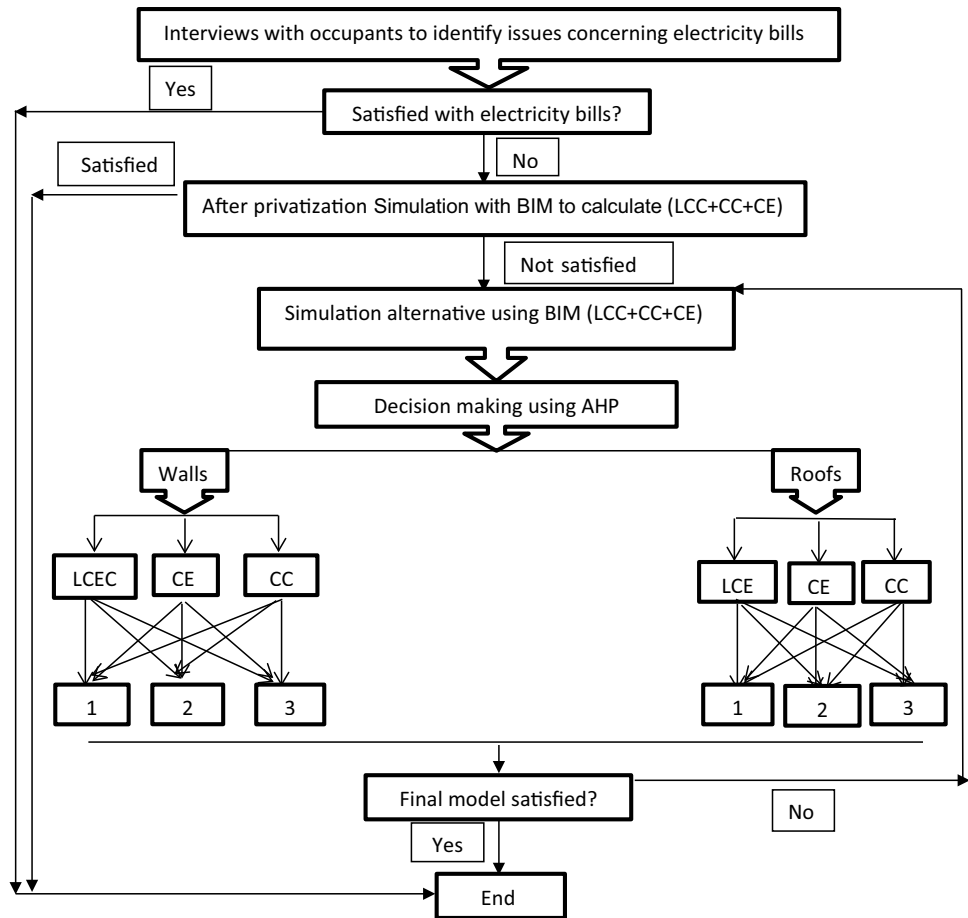 Interviews with occupants to identify issues concerning electricity bills
Yes
Satisfied with electricity bills?
No
Satisfied
After privatization Simulation with BIM to calculate (LCC+CC+CE)
Not satisfied
Simulation alternative using BIM (LCC+CC+CE)
Decision making using AHP
Walls
Roofs
LCEC
CE
CC
LCE
CE
CC
1
2
3
1
2
3
Final model satisfied?
No
Yes
End